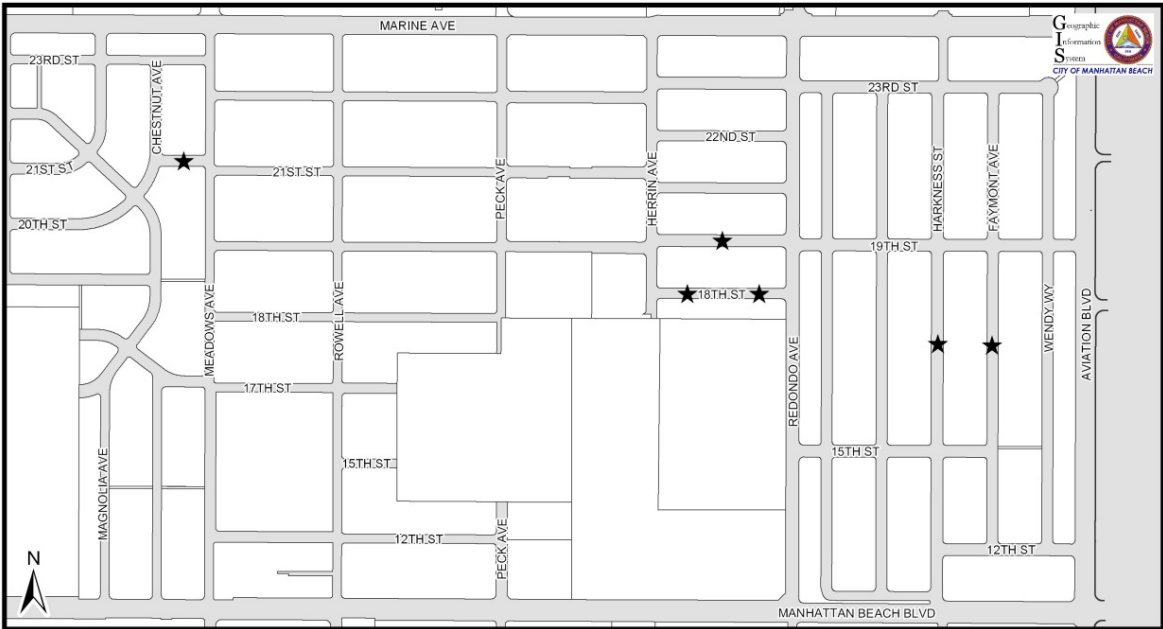 MARINE AVE
Geographic
Information
System
CITY OF MANHATTAN BEACH
23RD ST
CHESTNUT AVE
23RD ST
22ND ST
21ST ST
21ST ST
PECK AVE
HERRIN AVE
HARKNESS ST
FAYMONT AVE
20TH ST
19TH ST
MEADOWS AVE
ROWELL AVE
18TH ST
18TH ST
WENDY WY
AVIATION BLVD
REDONDO AVE
17TH ST
15TH ST
15TH ST
MAGNOLIA AVE
12TH ST
PECK AVE
12TH ST
N
MANHATTAN BEACH BLVD